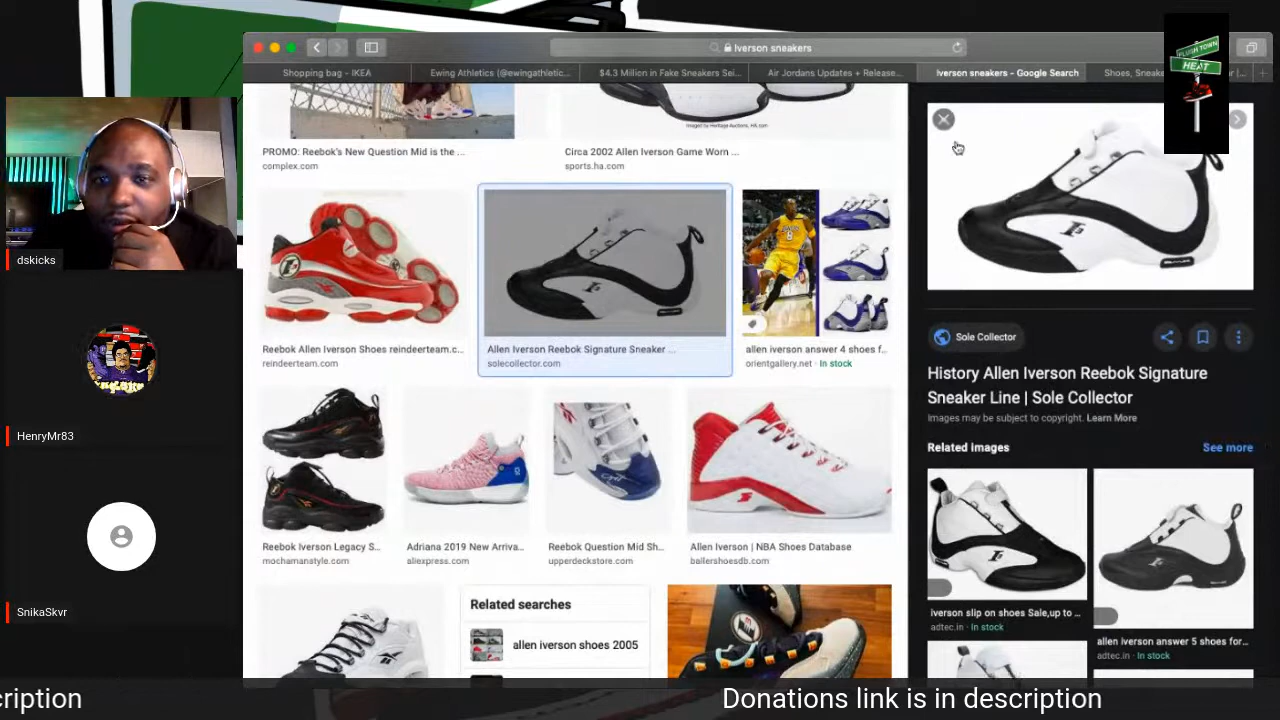 Iverson sneakers
Shopping bag - IKEA
Ewing Athletics (@ewingathletic...
$4.3 Million in Fake Sneakers Sei...
Air Jordans Updates + Release...
Iverson sneakers - Google Search
Shoes, Sneake
FLUSH TOWN
HEAT
dskicks
HenryMr83
SnikaSkvr
Imaged by Heritage Auctions, HA.com
PROMO: Reebok's New Question Mid is the ...
complex.com
Circa 2002 Allen Iverson Game Worn ...
sports.ha.com
Reebok Allen Iverson Shoes reindeerteam.c...
reindeerteam.com
Allen Iverson Reebok Signature Sneaker ...
solecollector.com
allen iverson answer 4 shoes f...
orientgallery.net · In stock
Reebok Iverson Legacy S...
mochamanstyle.com
Adriana 2019 New Arriva...
aliexpress.com
Reebok Question Mid Sh...
upperdeckstore.com
Allen Iverson | NBA Shoes Database
ballershoesdb.com
Related searches
allen iverson shoes 2005
Sole Collector
History Allen Iverson Reebok Signature
Sneaker Line | Sole Collector
Images may be subject to copyright. Learn More
Related images
See more
iverson slip on shoes Sale,up to ...
adtec.in · In stock
allen iverson answer 5 shoes for...
adtec.in · In stock
cription
Donations link is in description